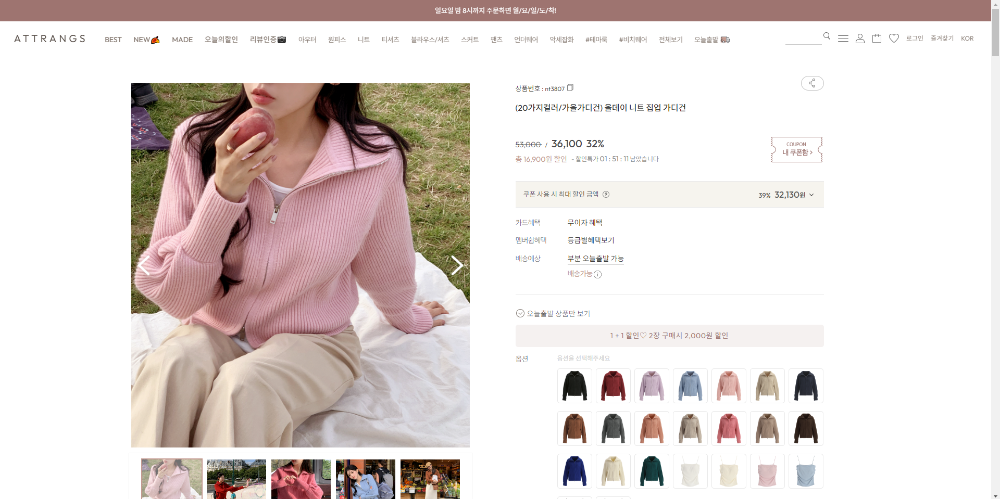 일요일 밤 8시까지 주문하면 월/요/일/도/착!
ATTRANGS
BEST NEW MADE 오늘의할인 리뷰인증 아우터 원피스 니트 티셔츠 블라우스/셔츠 스커트 팬츠 언더웨어 악세잡화 #테마룩 #비치웨어 전체보기 오늘출발
로그인 즐겨찾기 KOR
상품번호 : nt3807
(20가지컬러/가을가디건) 올데이 니트 집업 가디건
53,000 / 36,100 32%
총 16,900원 할인 - 할인특가 01 : 51 : 11 남았습니다
COUPON
내 쿠폰함 >
쿠폰 사용 시 최대 할인 금액 ? 39% 32,130원
카드혜택 무이자 혜택
맴버쉽혜택 등급별혜택보기
배송예상 부분 오늘출발 가능
배송가능
오늘출발 상품만 보기
1 + 1 할인♡ 2장 구매시 2,000원 할인
옵션 옵션을 선택해주세요